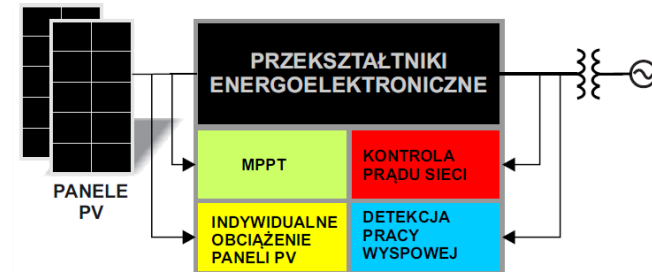 PRZEKSZTAŁTNIKI
ENERGOELEKTRONICZNE
MPPT
KONTROLA
PRĄDU SIECI
PANELE
PV
INDYWIDUALNE
OBCIĄŻENIE
PANELI PV
DETEKCJA
PRACY
WYSPOWEJ